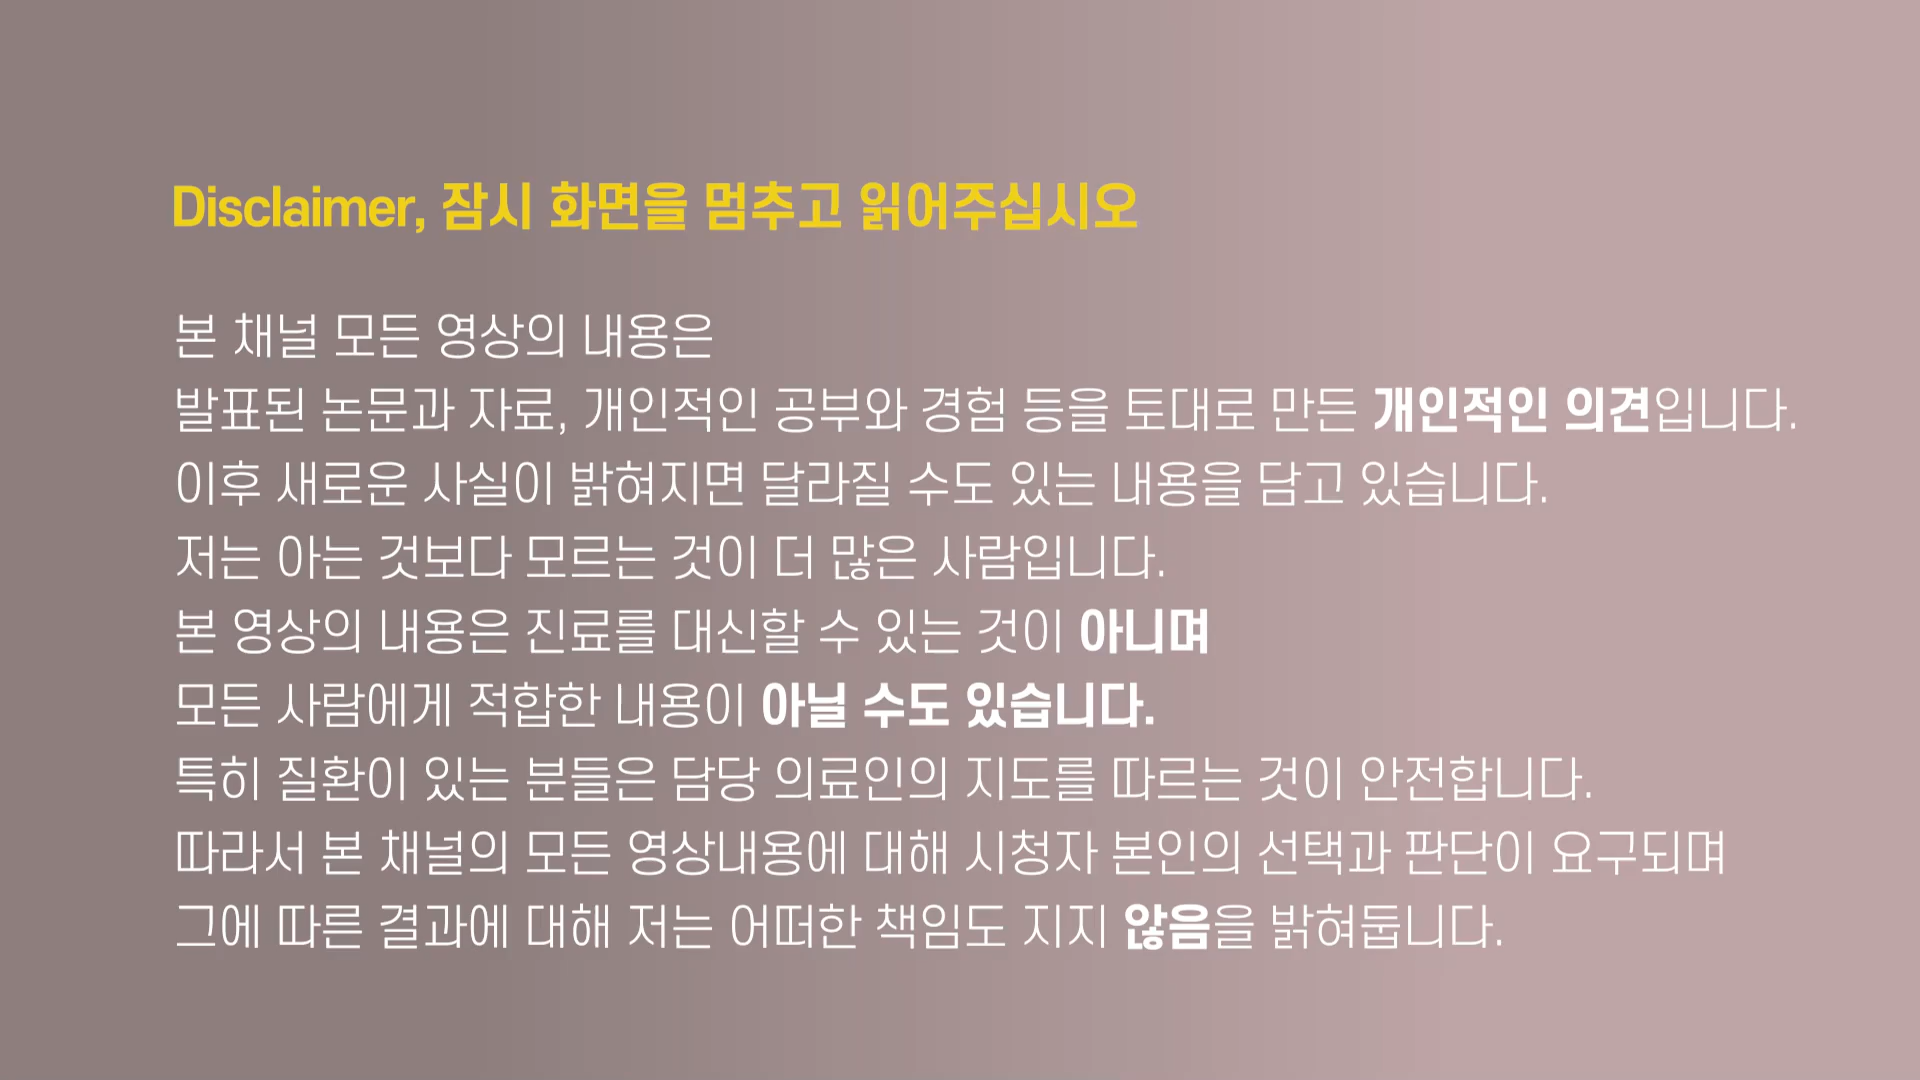 Disclaimer, 잠시 화면을 멈추고 읽어주십시오
본 채널 모든 영상의 내용은
발표된 논문과 자료, 개인적인 공부와 경험 등을 토대로 만든 개인적인 의견입니다.
이후 새로운 사실이 밝혀지면 달라질 수도 있는 내용을 담고 있습니다.
저는 아는 것보다 모르는 것이 더 많은 사람입니다.
본 영상의 내용은 진료를 대신할 수 있는 것이 아니며
모든 사람에게 적합한 내용이 아닐 수도 있습니다.
특히 질환이 있는 분들은 담당 의료인의 지도를 따르는 것이 안전합니다.
따라서 본 채널의 모든 영상내용에 대해 시청자 본인의 선택과 판단이 요구되며
그에 따른 결과에 대해 저는 어떠한 책임도 지지 않음을 밝혀둡니다.